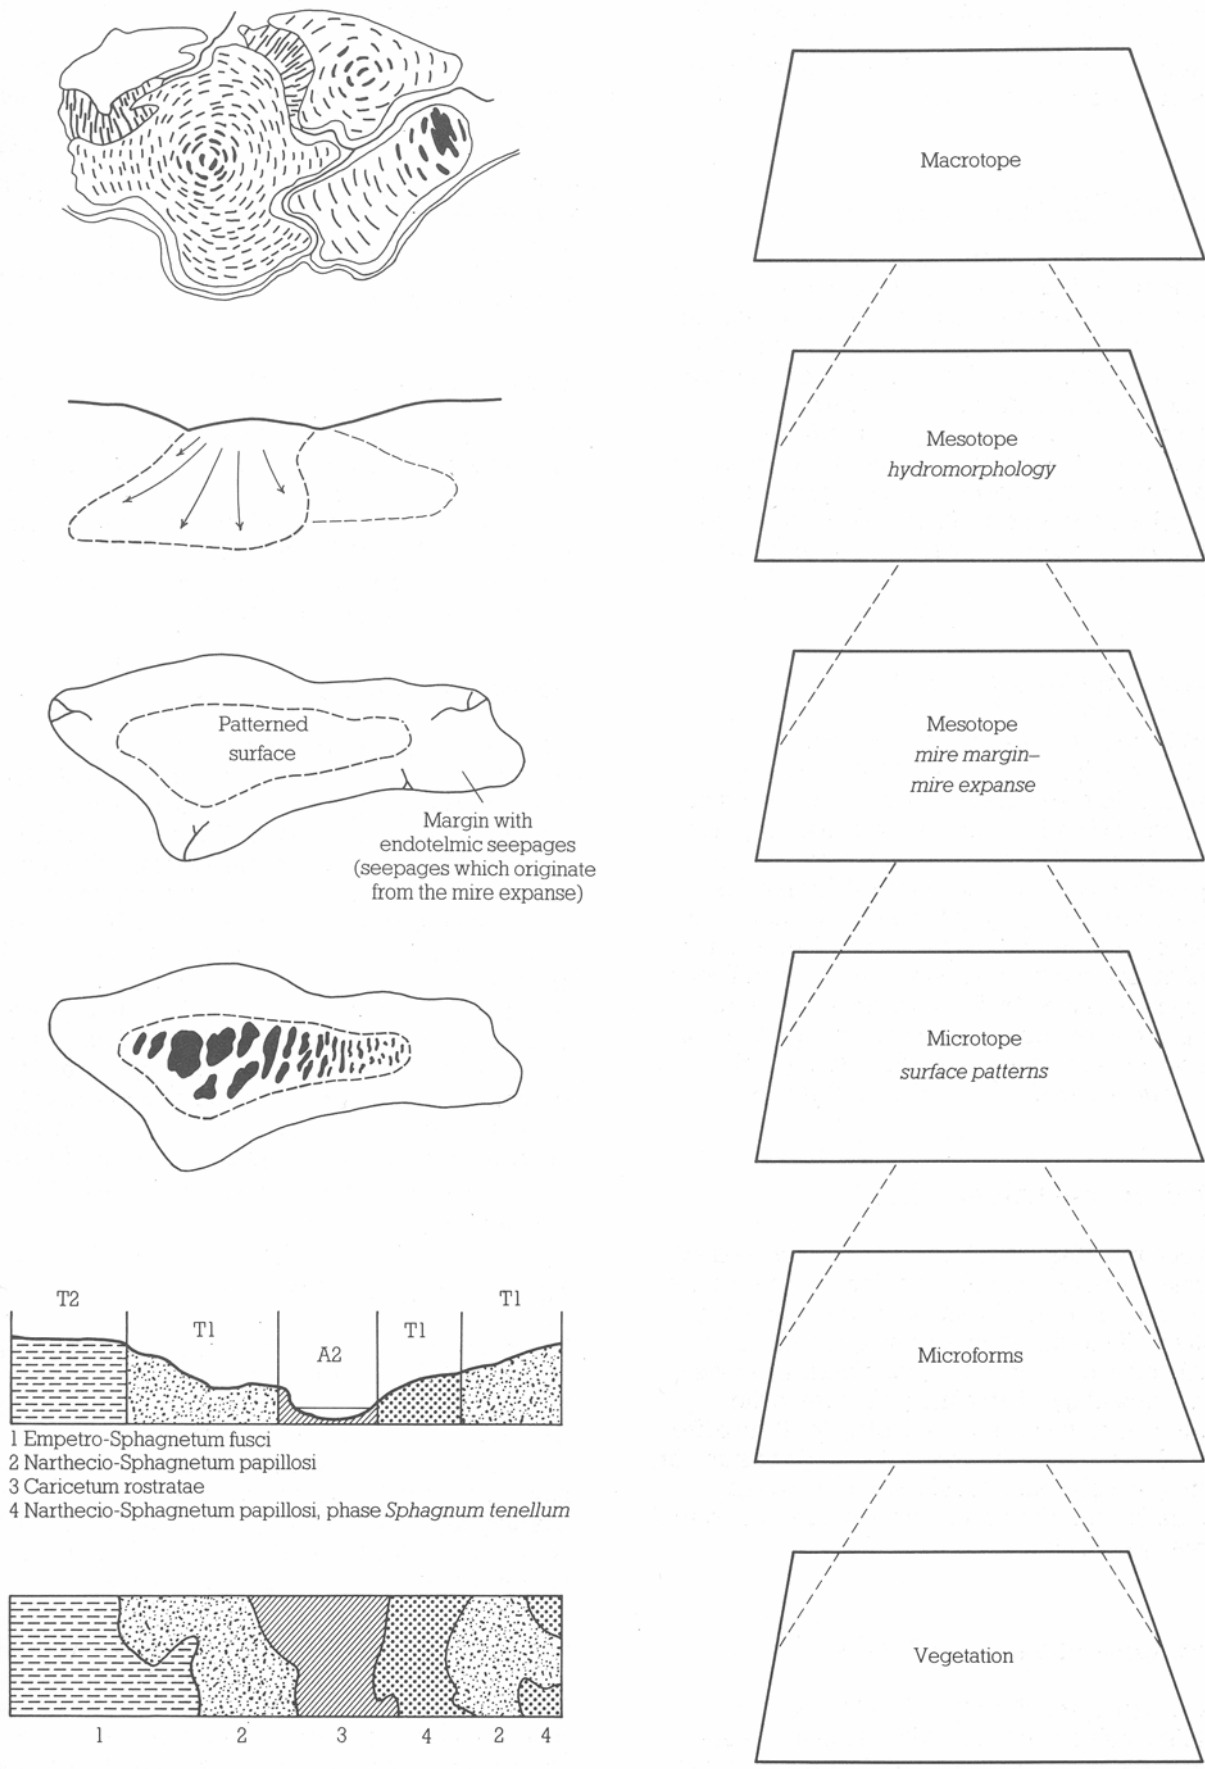 Macrotope
Mesotope
hydromorphology
Patterned
surface
Margin with
endotelmic seepages
(seepages which originate
from the mire expanse)
Mesotope
mire margin–
mire expanse
Microtope
surface patterns
T2
T1
A2
T1
T1
1 Empetro-Sphagnetum fusci
2 Narthecio-Sphagnetum papillosi
3 Caricetum rostratae
4 Narthecio-Sphagnetum papillosi, phase Sphagnum tenellum
Microforms
1 2 3 4 2 4
Vegetation